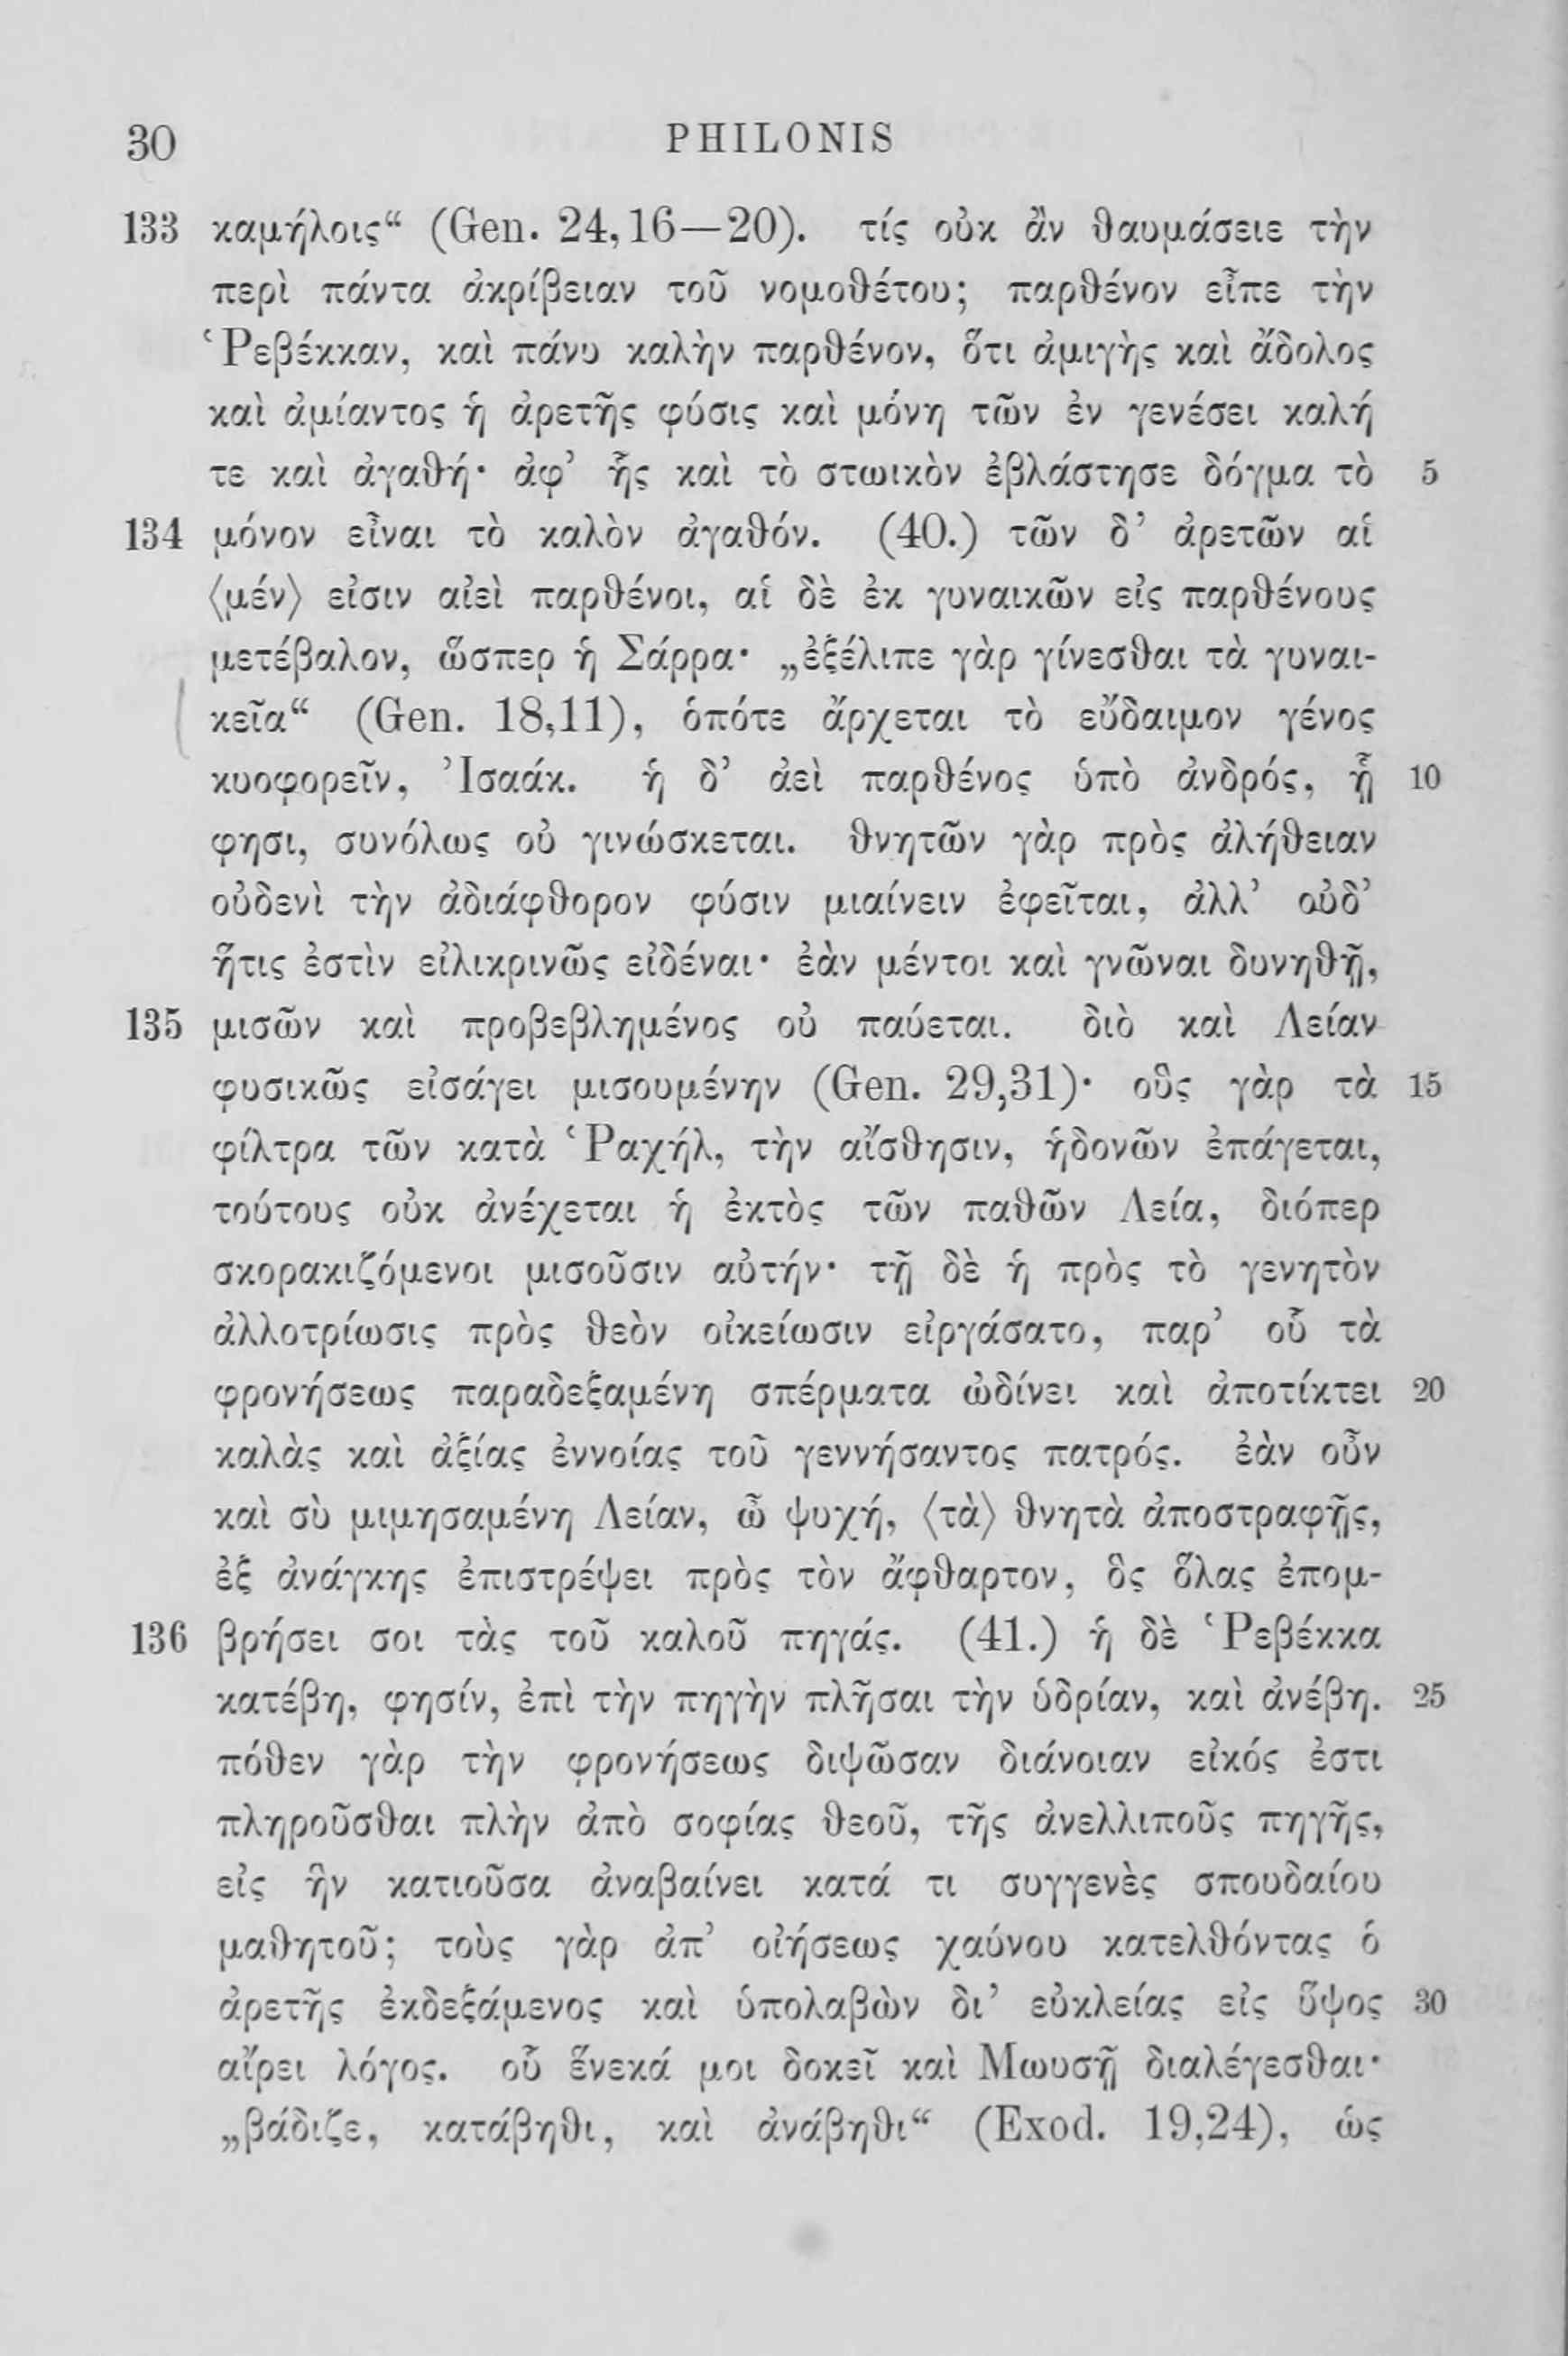 30 PHILONIS
133 καμήλοις“ (Gen. 24,16—20). τίς οὐκ ἂν θαυμάσειε τὴν
περὶ πάντα ἀκρίβειαν τοῦ νομοθέτου; παρθένον εἶπε τὴν
Ῥεβέκκαν, καὶ πάνυ καλὴν παρθένον, ὅτι ἀμιγὴς καὶ ἄδολος
καὶ ἀμίαντος ἡ ἀρετῆς φύσις καὶ μόνη τῶν ἐν γενέσει καλή
τε καὶ ἀγαθή· ἀφ’ ἧς καὶ τὸ στωικὸν ἐβλάστησε δόγμα τὸ 5
134 μόνον εἶναι τὸ καλὸν ἀγαθόν. (40.) τῶν δ’ ἀρετῶν αἱ
⟨μέν⟩ εἰσιν αἰεὶ παρθένοι, αἱ δὲ ἐκ γυναικῶν εἰς παρθένους
μετέβαλον, ὥσπερ ἡ Σάρρα· „ἐξέλιπε γὰρ γίνεσθαι τὰ γυναι-
κεῖα“ (Gen. 18,11), ὁπότε ἄρχεται τὸ εὔδαιμον γένος
κυοφορεῖν, Ἰσαάκ. ἡ δ’ ἀεὶ παρθένος ὑπὸ ἀνδρός, ᾗ 10
φησι, συνόλως οὐ γινώσκεται. θνητῶν γὰρ πρὸς ἀλήθειαν
οὐδενὶ τὴν ἀδιάφθορον φύσιν μιαίνειν ἐφεῖται, ἀλλ’ οὐδ’
ἥτις ἐστὶν εἰλικρινῶς εἰδέναι· ἐὰν μέντοι καὶ γνῶναι δυνηθῇ,
135 μισῶν καὶ προβεβλημένος οὐ παύεται. διὸ καὶ Λείαν
φυσικῶς εἰσάγει μισουμένην (Gen. 29,31)· οὓς γὰρ τὰ 15
φίλτρα τῶν κατὰ Ῥαχήλ, τὴν αἴσθησιν, ἡδονῶν ἐπάγεται,
τούτους οὐκ ἀνέχεται ἡ ἐκτὸς τῶν παθῶν Λεία, διόπερ
σκορακιζόμενοι μισοῦσιν αὐτήν· τῇ δὲ ἡ πρὸς τὸ γενητὸν
ἀλλοτρίωσις πρὸς θεὸν οἰκείωσιν εἰργάσατο, παρ’ οὗ τὰ
φρονήσεως παραδεξαμένη σπέρματα ὠδίνει καὶ ἀποτίκτει 20
καλὰς καὶ ἀξίας ἐννοίας τοῦ γεννήσαντος πατρός. ἐὰν οὖν
καὶ σὺ μιμησαμένη Λείαν, ὦ ψυχή, ⟨τὰ⟩ θνητὰ ἀποστραφῇς,
ἐξ ἀνάγκης ἐπιστρέψει πρὸς τὸν ἄφθαρτον, ὃς ὅλας ἐπομ-
136 βρήσει σοι τὰς τοῦ καλοῦ πηγάς. (41.) ἡ δὲ Ῥεβέκκα
κατέβη, φησίν, ἐπὶ τὴν πηγὴν πλῆσαι τὴν ὑδρίαν, καὶ ἀνέβη. 25
πόθεν γὰρ τὴν φρονήσεως διψῶσαν διάνοιαν εἰκός ἐστι
πληροῦσθαι πλὴν ἀπὸ σοφίας θεοῦ, τῆς ἀνελλιποῦς πηγῆς,
εἰς ἣν κατιοῦσα ἀναβαίνει κατά τι συγγενὲς σπουδαίου
μαθητοῦ; τοὺς γὰρ ἀπ’ οἰήσεως χαύνου κατελθόντας ὁ
ἀρετῆς ἐκδεξάμενος καὶ ὑπολαβὼν δι’ εὐκλείας εἰς ὕψος 30
αἴρει λόγος. οὗ ἕνεκά μοι δοκεῖ καὶ Μωυσῇ διαλέγεσθαι·
„βάδιζε, κατάβηθι, καὶ ἀνάβηθι“ (Exod. 19,24), ὡς